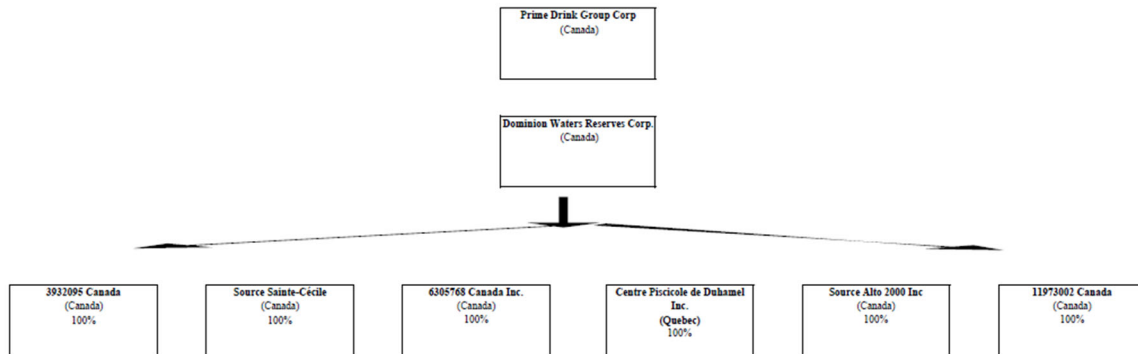 Prime Drink Group Corp
(Canada)
Dominion Waters Reserves Corp.
(Canada)
3932095 Canada
(Canada)
100%
Source Sainte-Cécile
(Canada)
100%
6305768 Canada Inc.
(Canada)
100%
Centre Piscicole de Duhamel
Inc.
(Quebec)
100%
Source Alto 2000 Inc
(Canada)
100%
11973002 Canada
(Canada)
100%